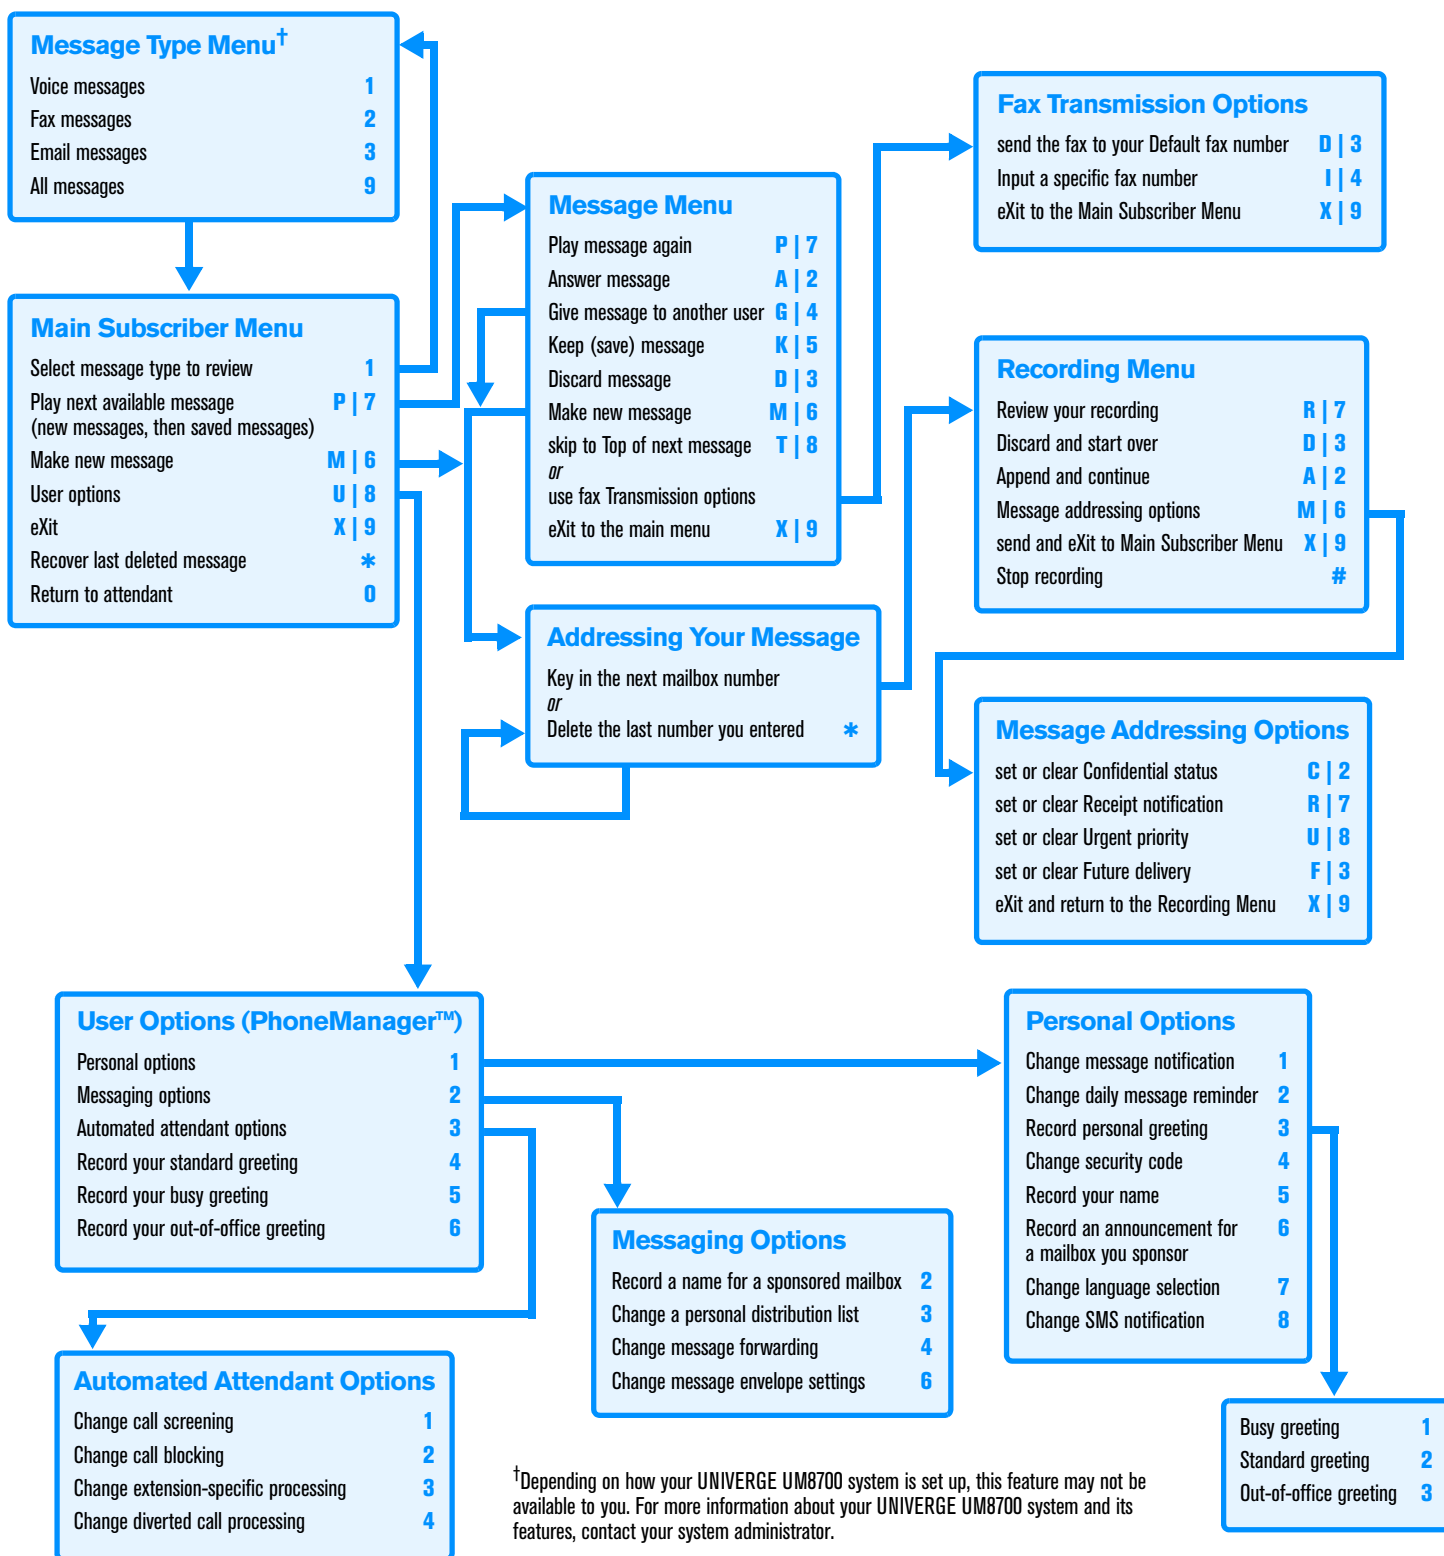 Message Type Menu†
Voice messages 1
Fax messages 2
Email messages 3
All messages 9
Main Subscriber Menu
Select message type to review 1
Play next available message P | 7
(new messages, then saved messages)
Make new message M | 6
User options U | 8
eXit X | 9
Recover last deleted message *
Return to attendant 0
Message Menu
Play message again P | 7
Answer message A | 2
Give message to another user G | 4
Keep (save) message K | 5
Discard message D | 3
Make new message M | 6
skip to Top of next message T | 8
or
use fax Transmission options
eXit to the main menu X | 9
Addressing Your Message
Key in the next mailbox number
or
Delete the last number you entered *
Fax Transmission Options
send the fax to your Default fax number D | 3
Input a specific fax number I | 4
eXit to the Main Subscriber Menu X | 9
Recording Menu
Review your recording R | 7
Discard and start over D | 3
Append and continue A | 2
Message addressing options M | 6
send and eXit to Main Subscriber Menu X | 9
Stop recording #
Message Addressing Options
set or clear Confidential status C | 2
set or clear Receipt notification R | 7
set or clear Urgent priority U | 8
set or clear Future delivery F | 3
eXit and return to the Recording Menu X | 9
User Options (PhoneManager™)
Personal options 1
Messaging options 2
Automated attendant options 3
Record your standard greeting 4
Record your busy greeting 5
Record your out-of-office greeting 6
Automated Attendant Options
Change call screening 1
Change call blocking 2
Change extension-specific processing 3
Change diverted call processing 4
Messaging Options
Record a name for a sponsored mailbox 2
Change a personal distribution list 3
Change message forwarding 4
Change message envelope settings 6
Personal Options
Change message notification 1
Change daily message reminder 2
Record personal greeting 3
Change security code 4
Record your name 5
Record an announcement for 6
a mailbox you sponsor
Change language selection 7
Change SMS notification 8
Busy greeting 1
Standard greeting 2
Out-of-office greeting 3
†Depending on how your UNIVERGE UM8700 system is set up, this feature may not be
available to you. For more information about your UNIVERGE UM8700 system and its
features, contact your system administrator.